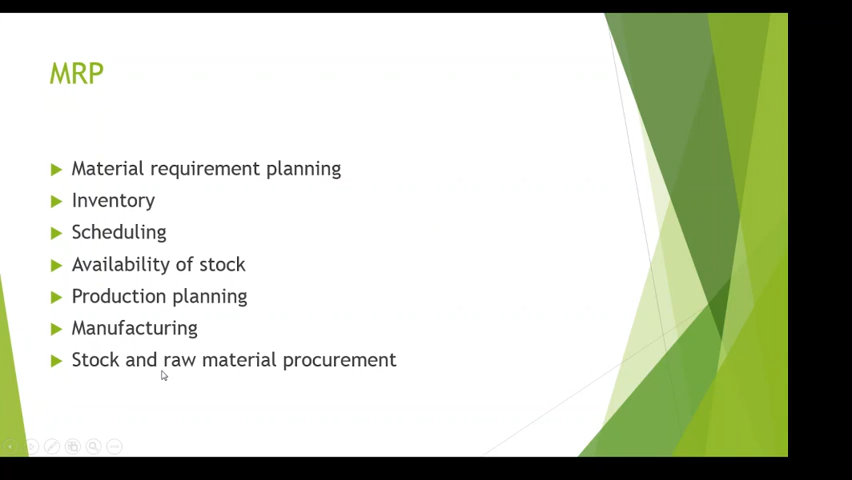 MRP
Material requirement planning
Inventory
Scheduling
Availability of stock
Production planning
Manufacturing
Stock and raw material procurement